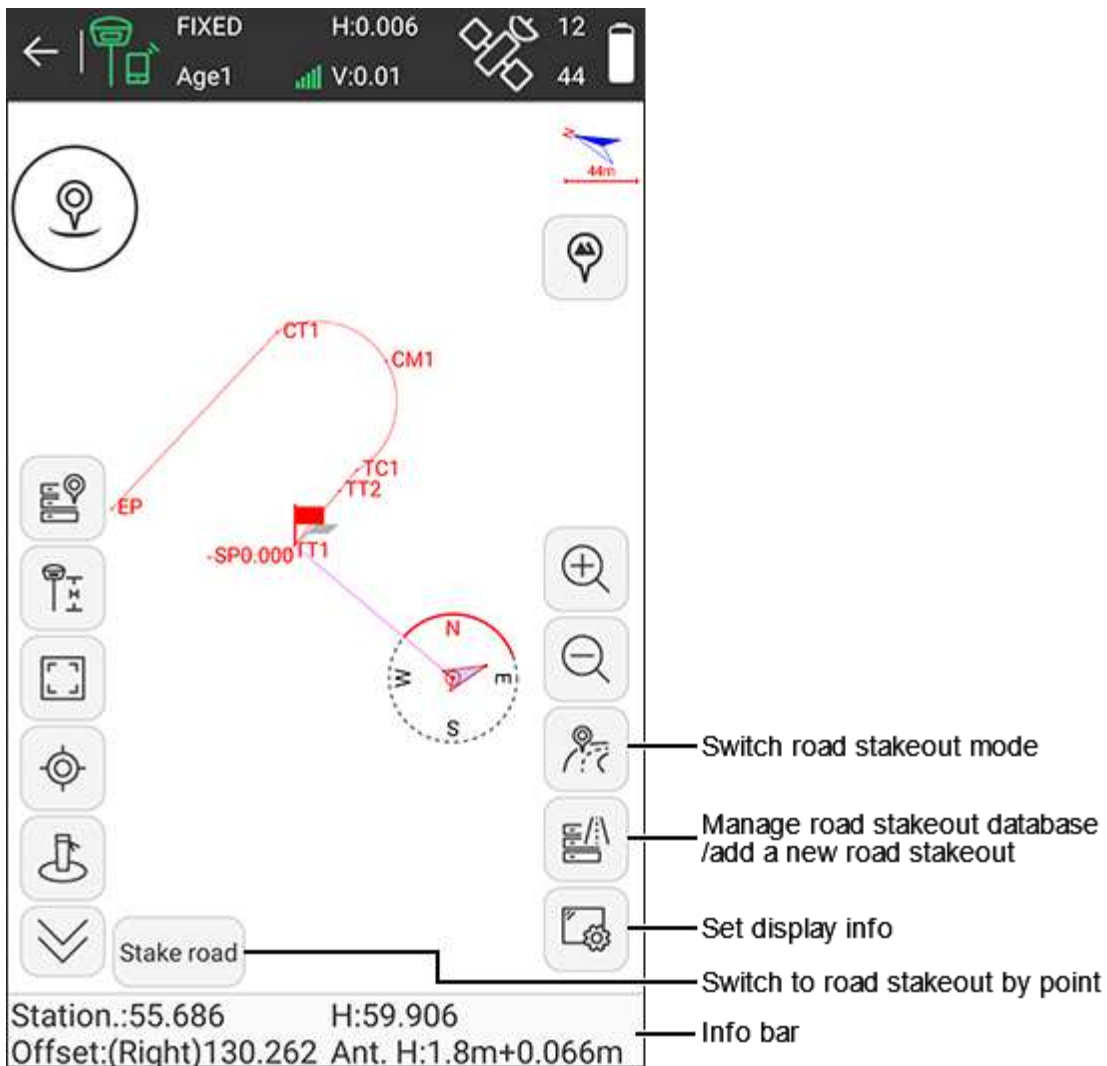 FIXED H:0.006 12
Age1 V:0.01 44
N
44m
CT1
CM1
TC1
TT2
EP
-SP0.000 TT1
N
W E
S
Switch road stakeout mode
Manage road stakeout database
/add a new road stakeout
Set display info
Stake road
Switch to road stakeout by point
Station.:55.686 H:59.906
Info bar
Offset:(Right)130.262 Ant. H:1.8m+0.066m